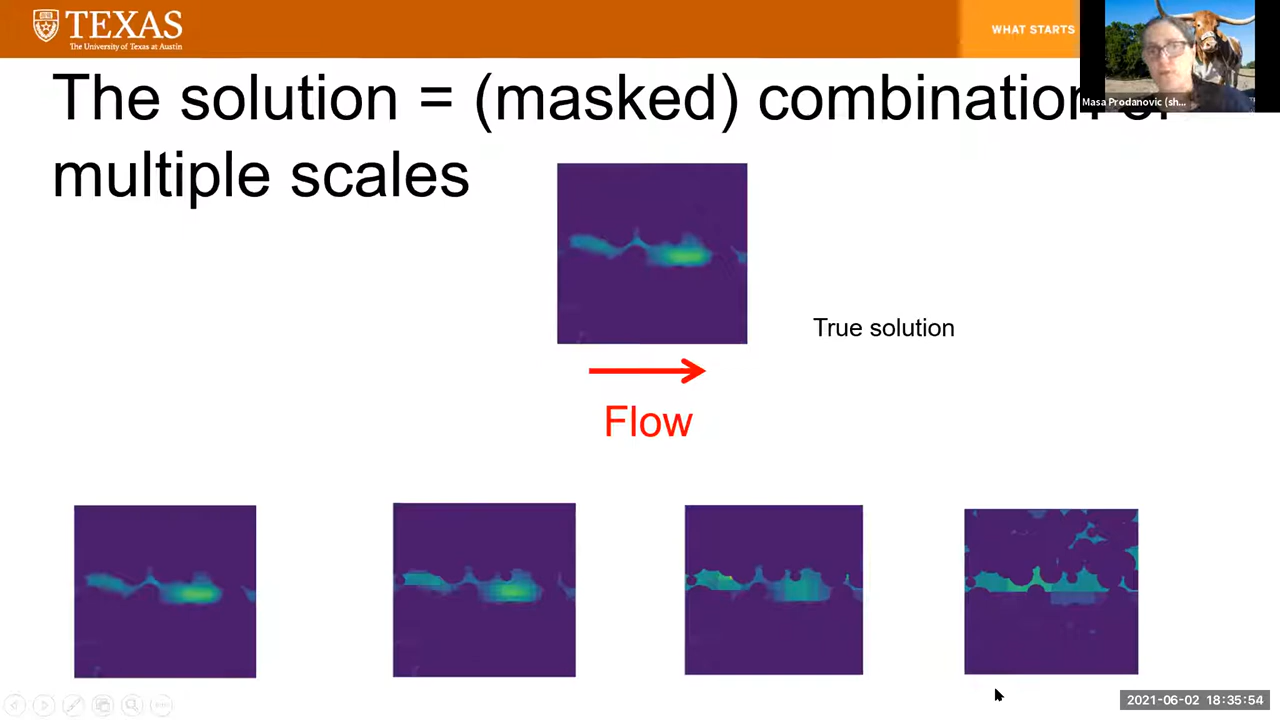 TEXAS
The University of Texas at Austin
WHAT STARTS
Masa Prodanovic (sh...
The solution = (masked) combination of
multiple scales
True solution
Flow
2021-06-02 18:35:54